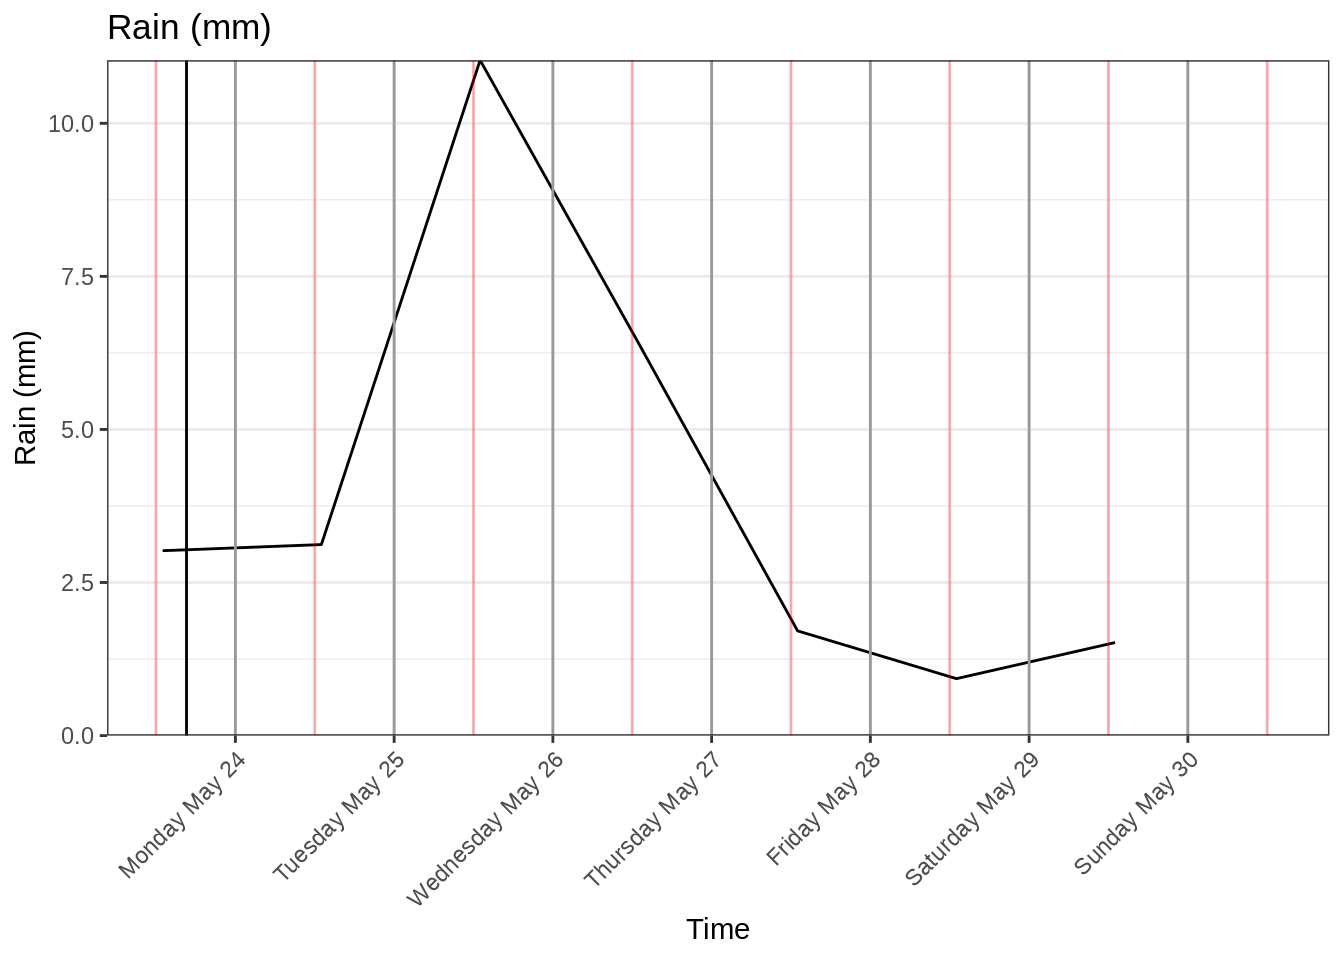 Rain (mm)
Rain (mm)
10.0
7.5
5.0
2.5
0.0
Monday May 24
Tuesday May 25
Wednesday May 26
Thursday May 27
Friday May 28
Saturday May 29
Sunday May 30
Time